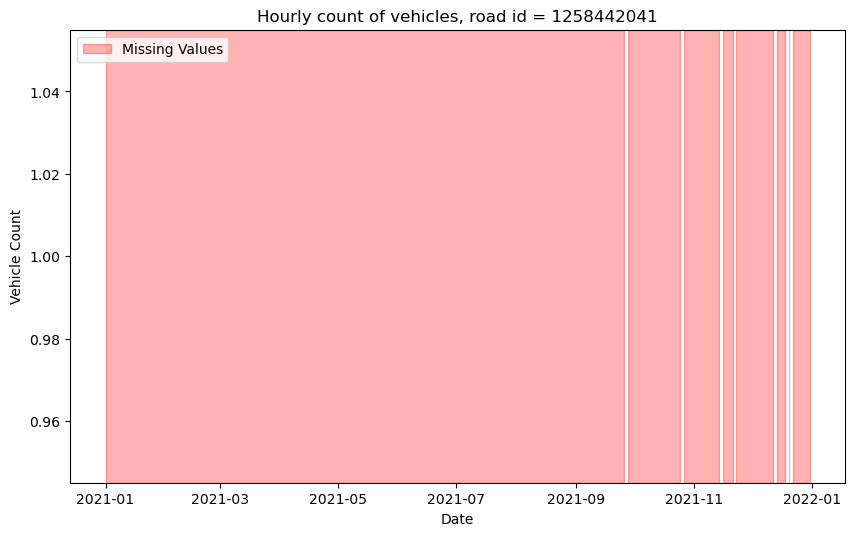 Hourly count of vehicles, road id = 1258442041
Missing Values
Vehicle Count
1.04
1.02
1.00
0.98
0.96
2021-01 2021-03 2021-05 2021-07 2021-09 2021-11 2022-01
Date